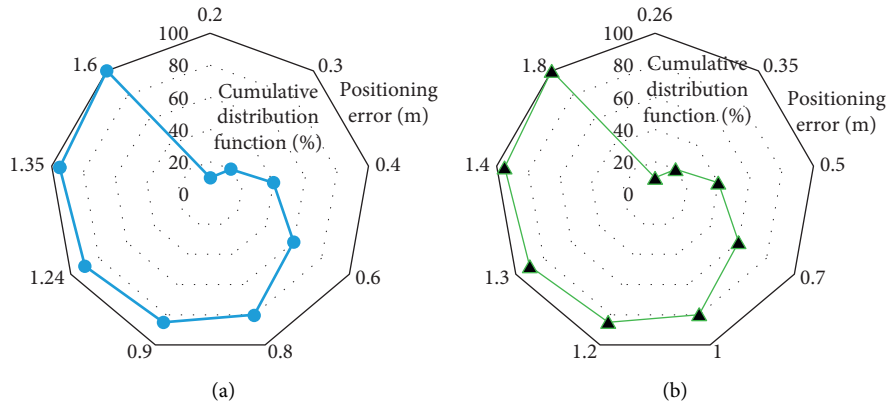 0.2
100
1.6
0.3
80
Cumulative
distribution
function (%)
Positioning
error (m)
60
40
1.35
20
0.4
0
1.24
0.6
0.9
0.8
(a)
0.26
100
1.8
0.35
80
Cumulative
distribution
function (%)
Positioning
error (m)
60
40
1.4
20
0.5
0
1.3
0.7
1.2
1
(b)